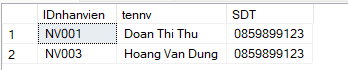 IDnhanvien tennv SDT
1 NV001 Doan Thi Thu 0859899123
2 NV003 Hoang Van Dung 0859899123